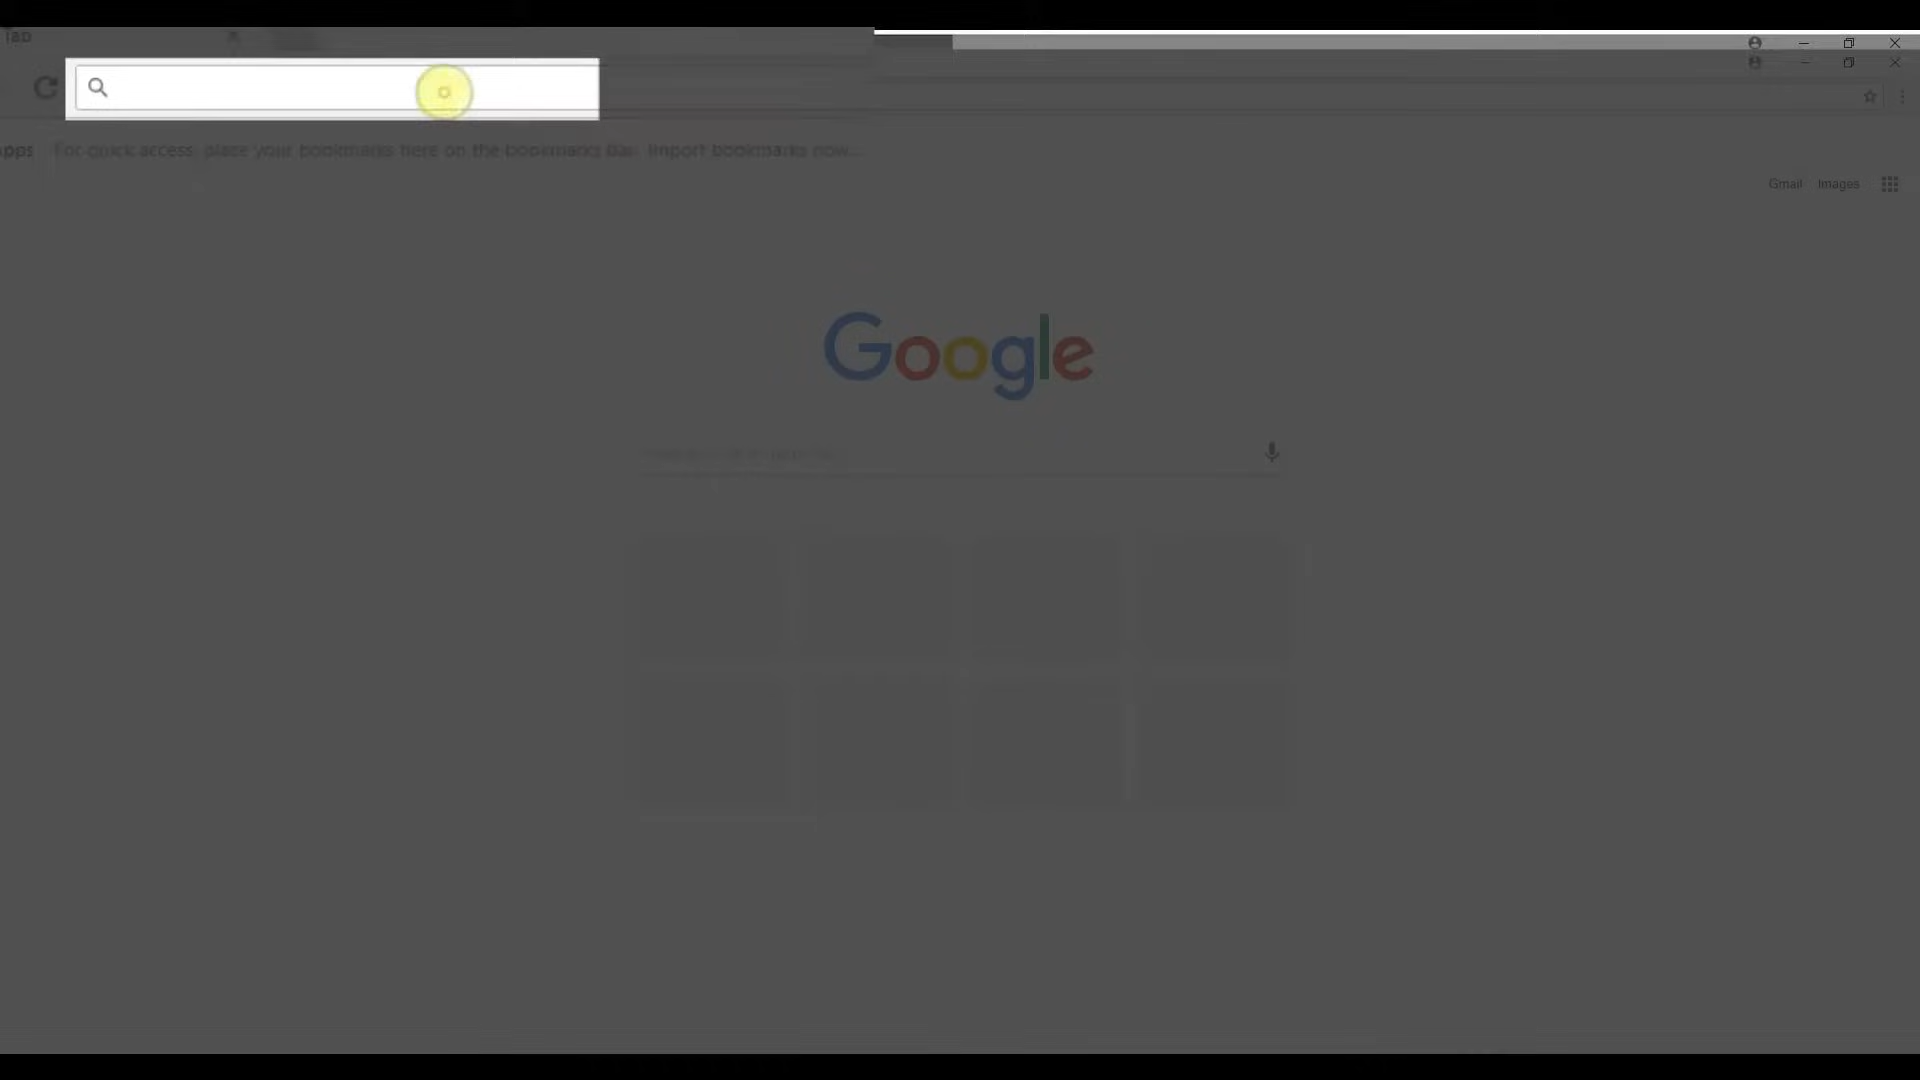 Tab
Apps For quick access, place your bookmarks here on the bookmarks bar. Import bookmarks now...
Gmail Images
Google